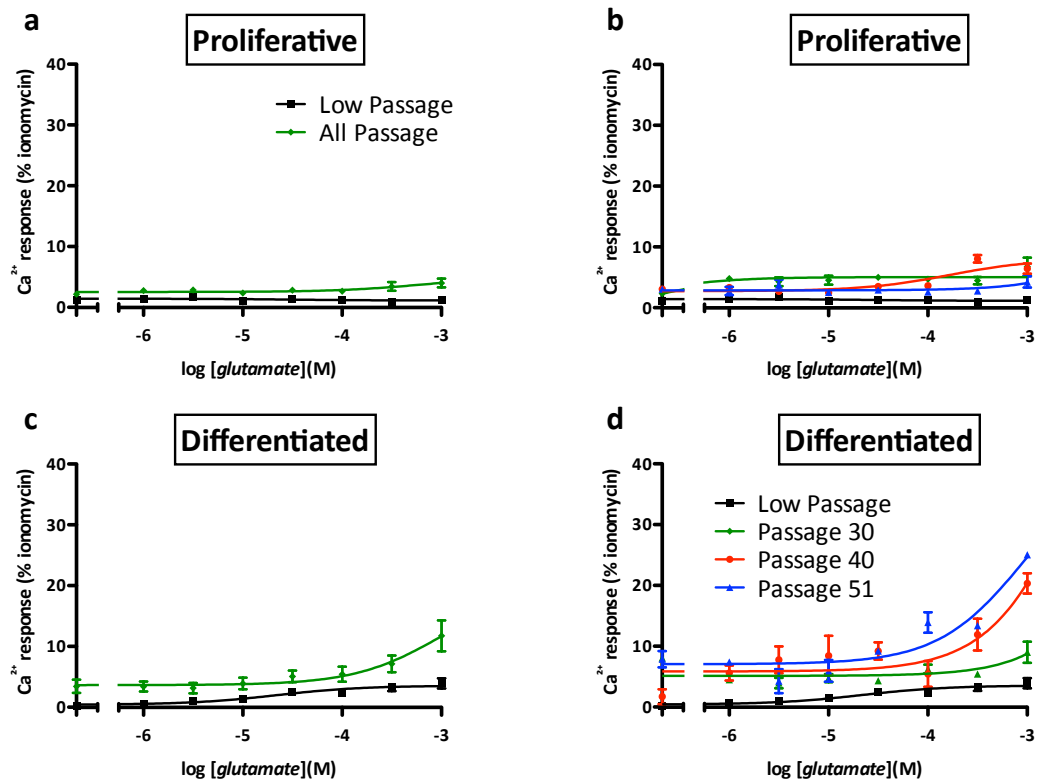 a
Proliferative
40
30
20
10
0
Ca2+ response (% ionomycin)
Low Passage
All Passage
-6 -5 -4 -3
log [glutamate](M)
b
Proliferative
40
30
20
10
0
Ca2+ response (% ionomycin)
-6 -5 -4 -3
log [glutamate](M)
c
Differentiated
40
30
20
10
0
Ca2+ response (% ionomycin)
-6 -5 -4 -3
log [glutamate](M)
d
Differentiated
40
30
20
10
0
Ca2+ response (% ionomycin)
Low Passage
Passage 30
Passage 40
Passage 51
-6 -5 -4 -3
log [glutamate](M)